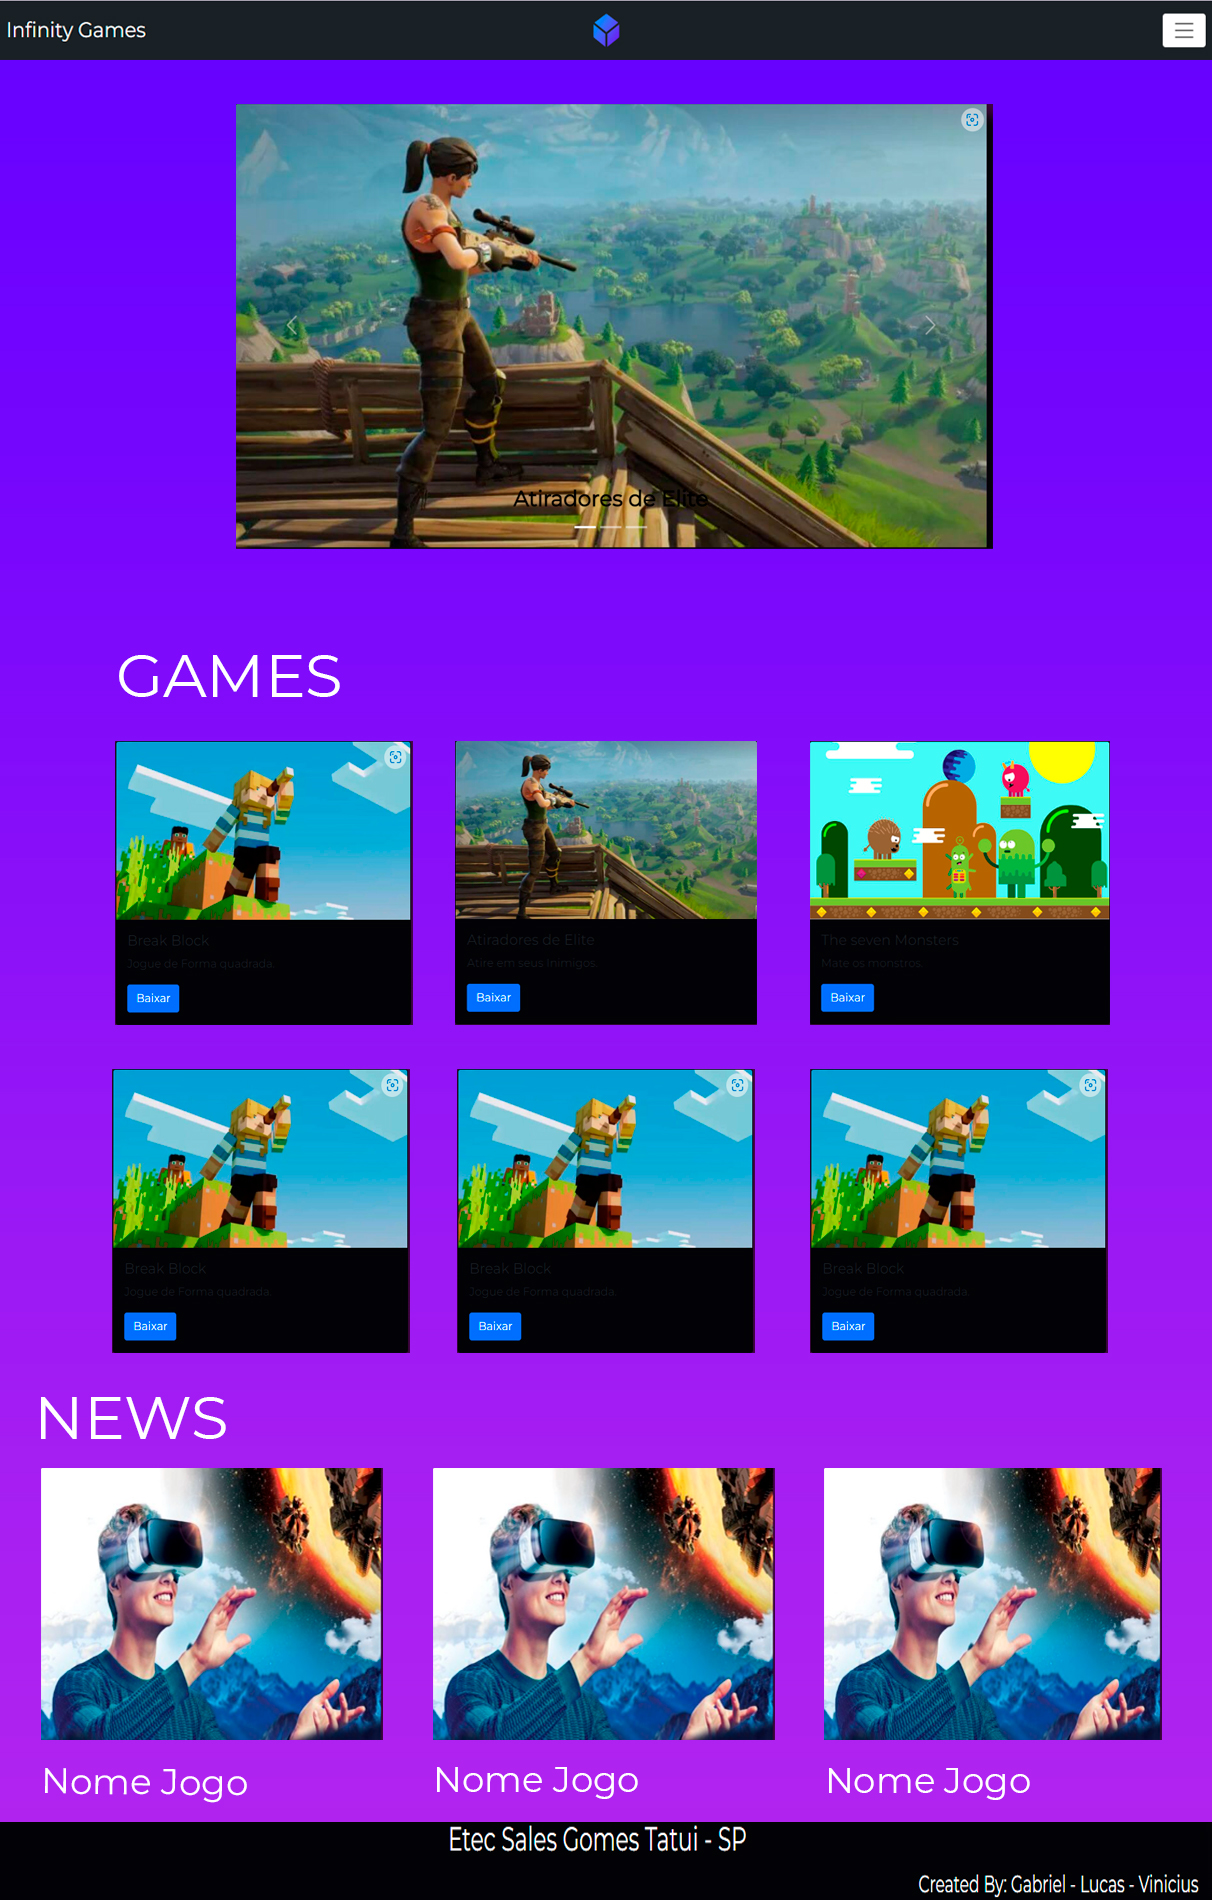 Infinity Games
Atiradores de Elite
GAMES
Break Block
Jogue de Forma quadrada.
Baixar
Atiradores de Elite
Atire em seus inimigos.
Baixar
The seven Monsters
Mate os monstros.
Baixar
Break Block
Jogue de Forma quadrada.
Baixar
Break Block
Jogue de Forma quadrada.
Baixar
Break Block
Jogue de Forma quadrada.
Baixar
NEWS
Nome Jogo
Nome Jogo
Nome Jogo
Etec Sales Gomes Tatui - SP
Created By: Gabriel - Lucas - Vinicius